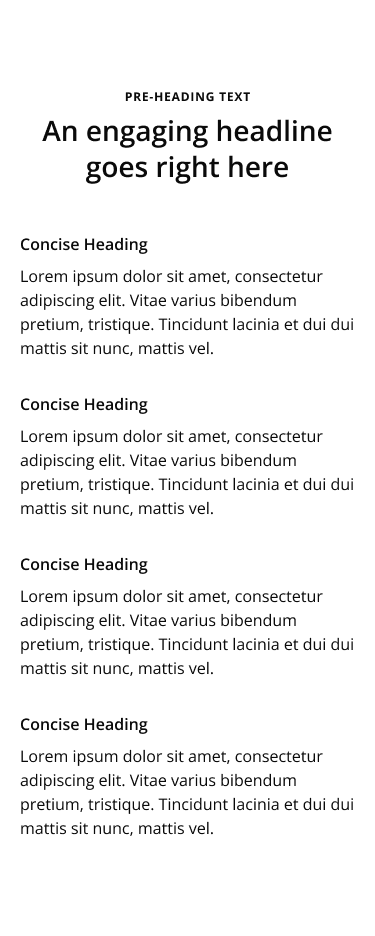 PRE-HEADING TEXT
An engaging headline
goes right here
Concise Heading
Lorem ipsum dolor sit amet, consectetur
adipiscing elit. Vitae varius bibendum
pretium, tristique. Tincidunt lacinia et dui dui
mattis sit nunc, mattis vel.
Concise Heading
Lorem ipsum dolor sit amet, consectetur
adipiscing elit. Vitae varius bibendum
pretium, tristique. Tincidunt lacinia et dui dui
mattis sit nunc, mattis vel.
Concise Heading
Lorem ipsum dolor sit amet, consectetur
adipiscing elit. Vitae varius bibendum
pretium, tristique. Tincidunt lacinia et dui dui
mattis sit nunc, mattis vel.
Concise Heading
Lorem ipsum dolor sit amet, consectetur
adipiscing elit. Vitae varius bibendum
pretium, tristique. Tincidunt lacinia et dui dui
mattis sit nunc, mattis vel.